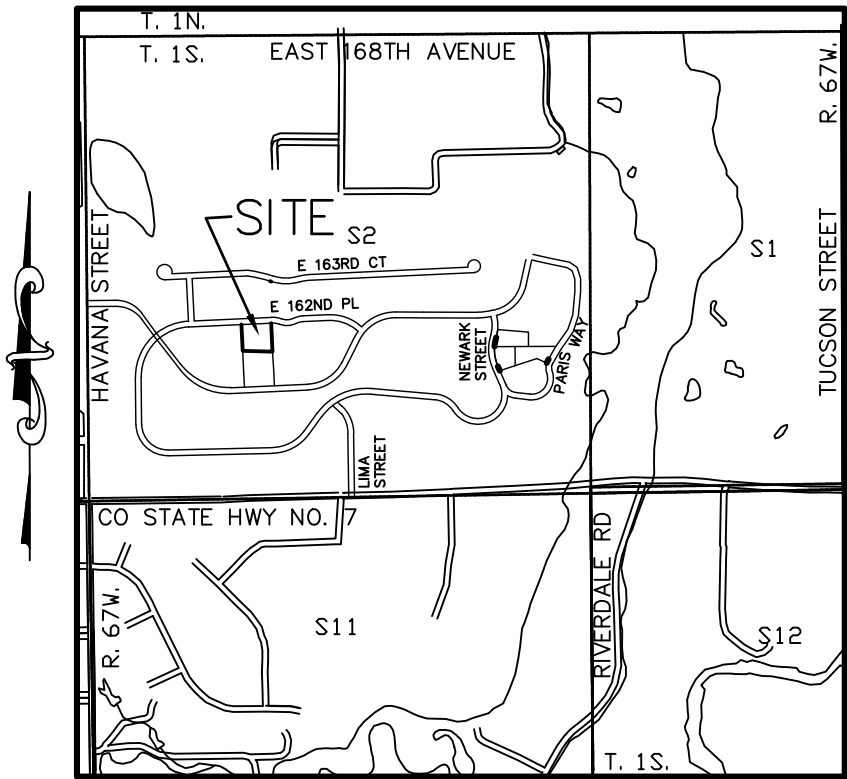 T. 1N.
T. 1S.
EAST 168TH AVENUE
R. 67W.
HAVANA STREET
SITE
S2
S1
E 163RD CT
E 162ND PL
NEWARK
STREET
PARIS WAY
TUCSON STREET
LIMA
STREET
CO STATE HWY NO. 7
R. 67W.
S11
RIVERDALE RD
S12
T. 1S.